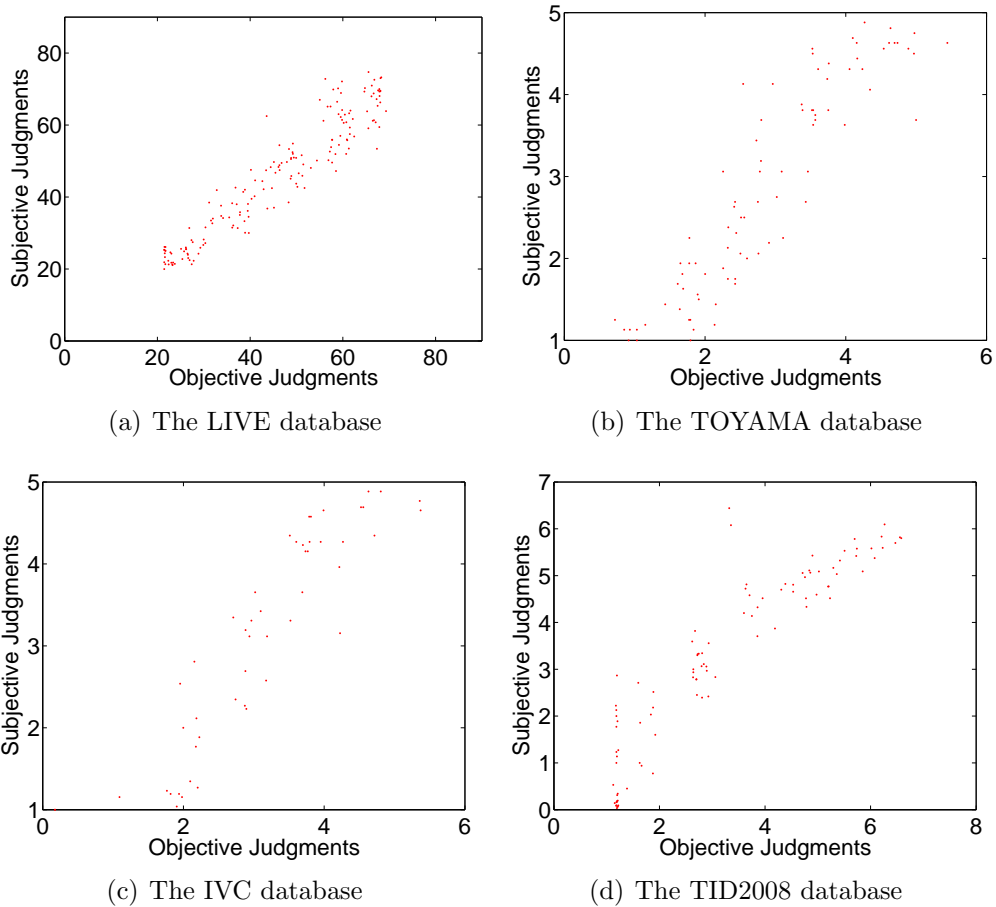 80
60
40
20
0
0 20 40 60 80
Subjective Judgments
Objective Judgments
(a) The LIVE database
5
4
3
2
1
0 2 4 6
Subjective Judgments
Objective Judgments
(b) The TOYAMA database
5
4
3
2
1
0 2 4 6
Subjective Judgments
Objective Judgments
(c) The IVC database
7
6
5
4
3
2
1
0
0 2 4 6 8
Subjective Judgments
Objective Judgments
(d) The TID2008 database